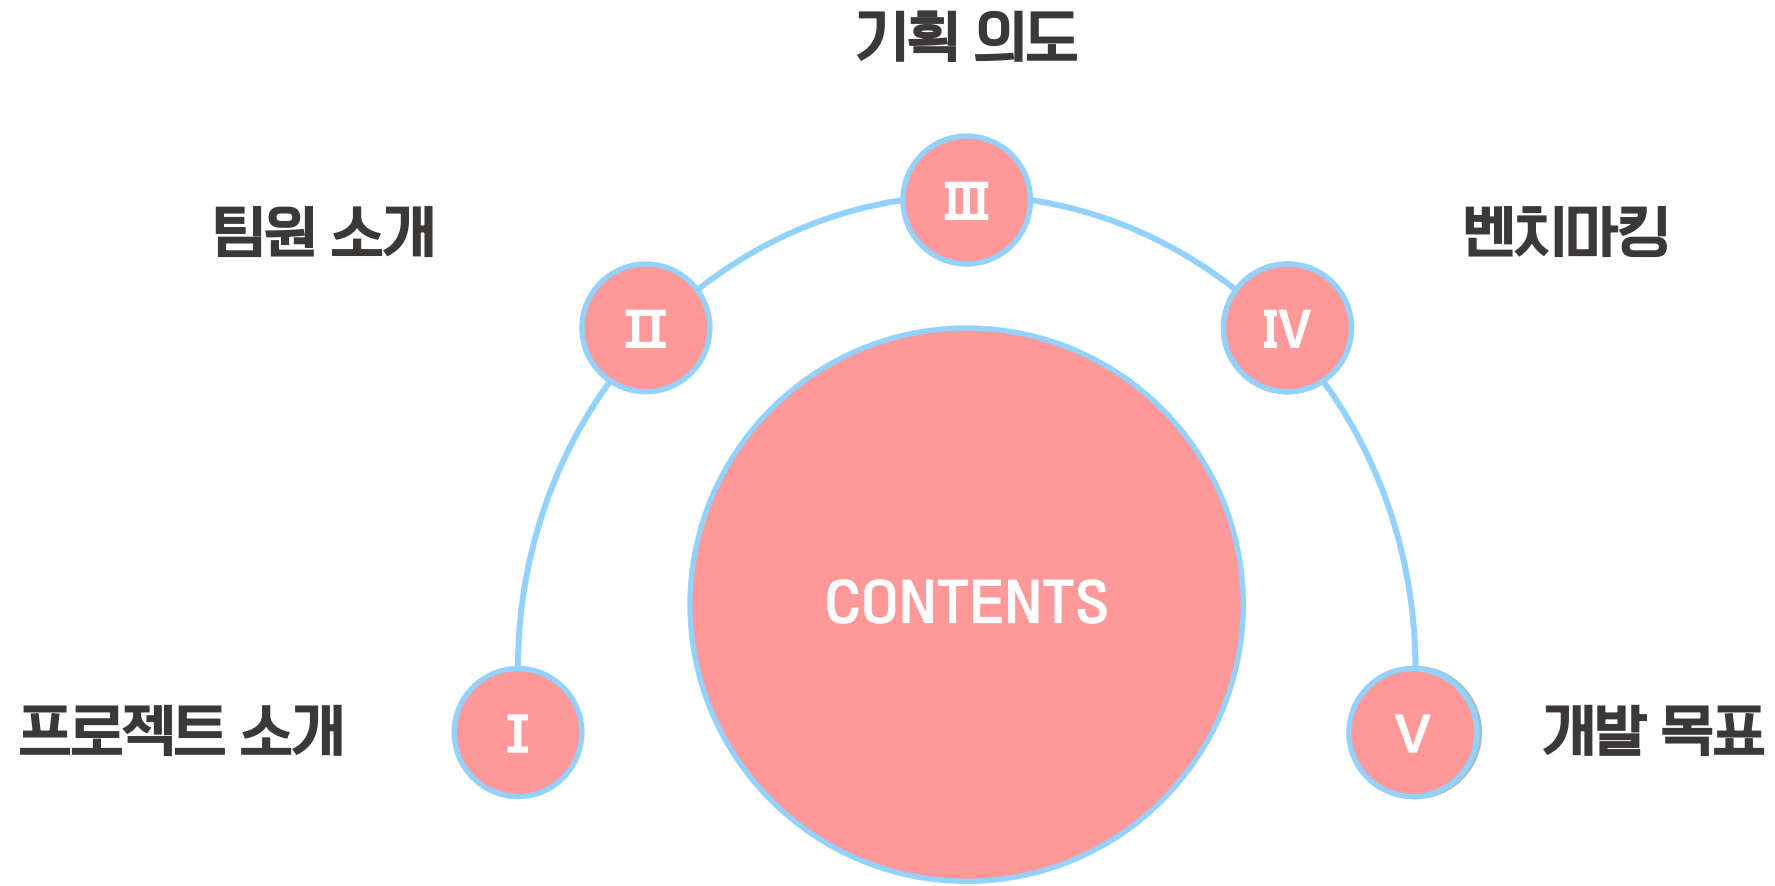 기획 의도
Ⅲ
팀원 소개
벤치마킹
Ⅱ
Ⅳ
CONTENTS
프로젝트 소개
Ⅰ
Ⅴ
개발 목표